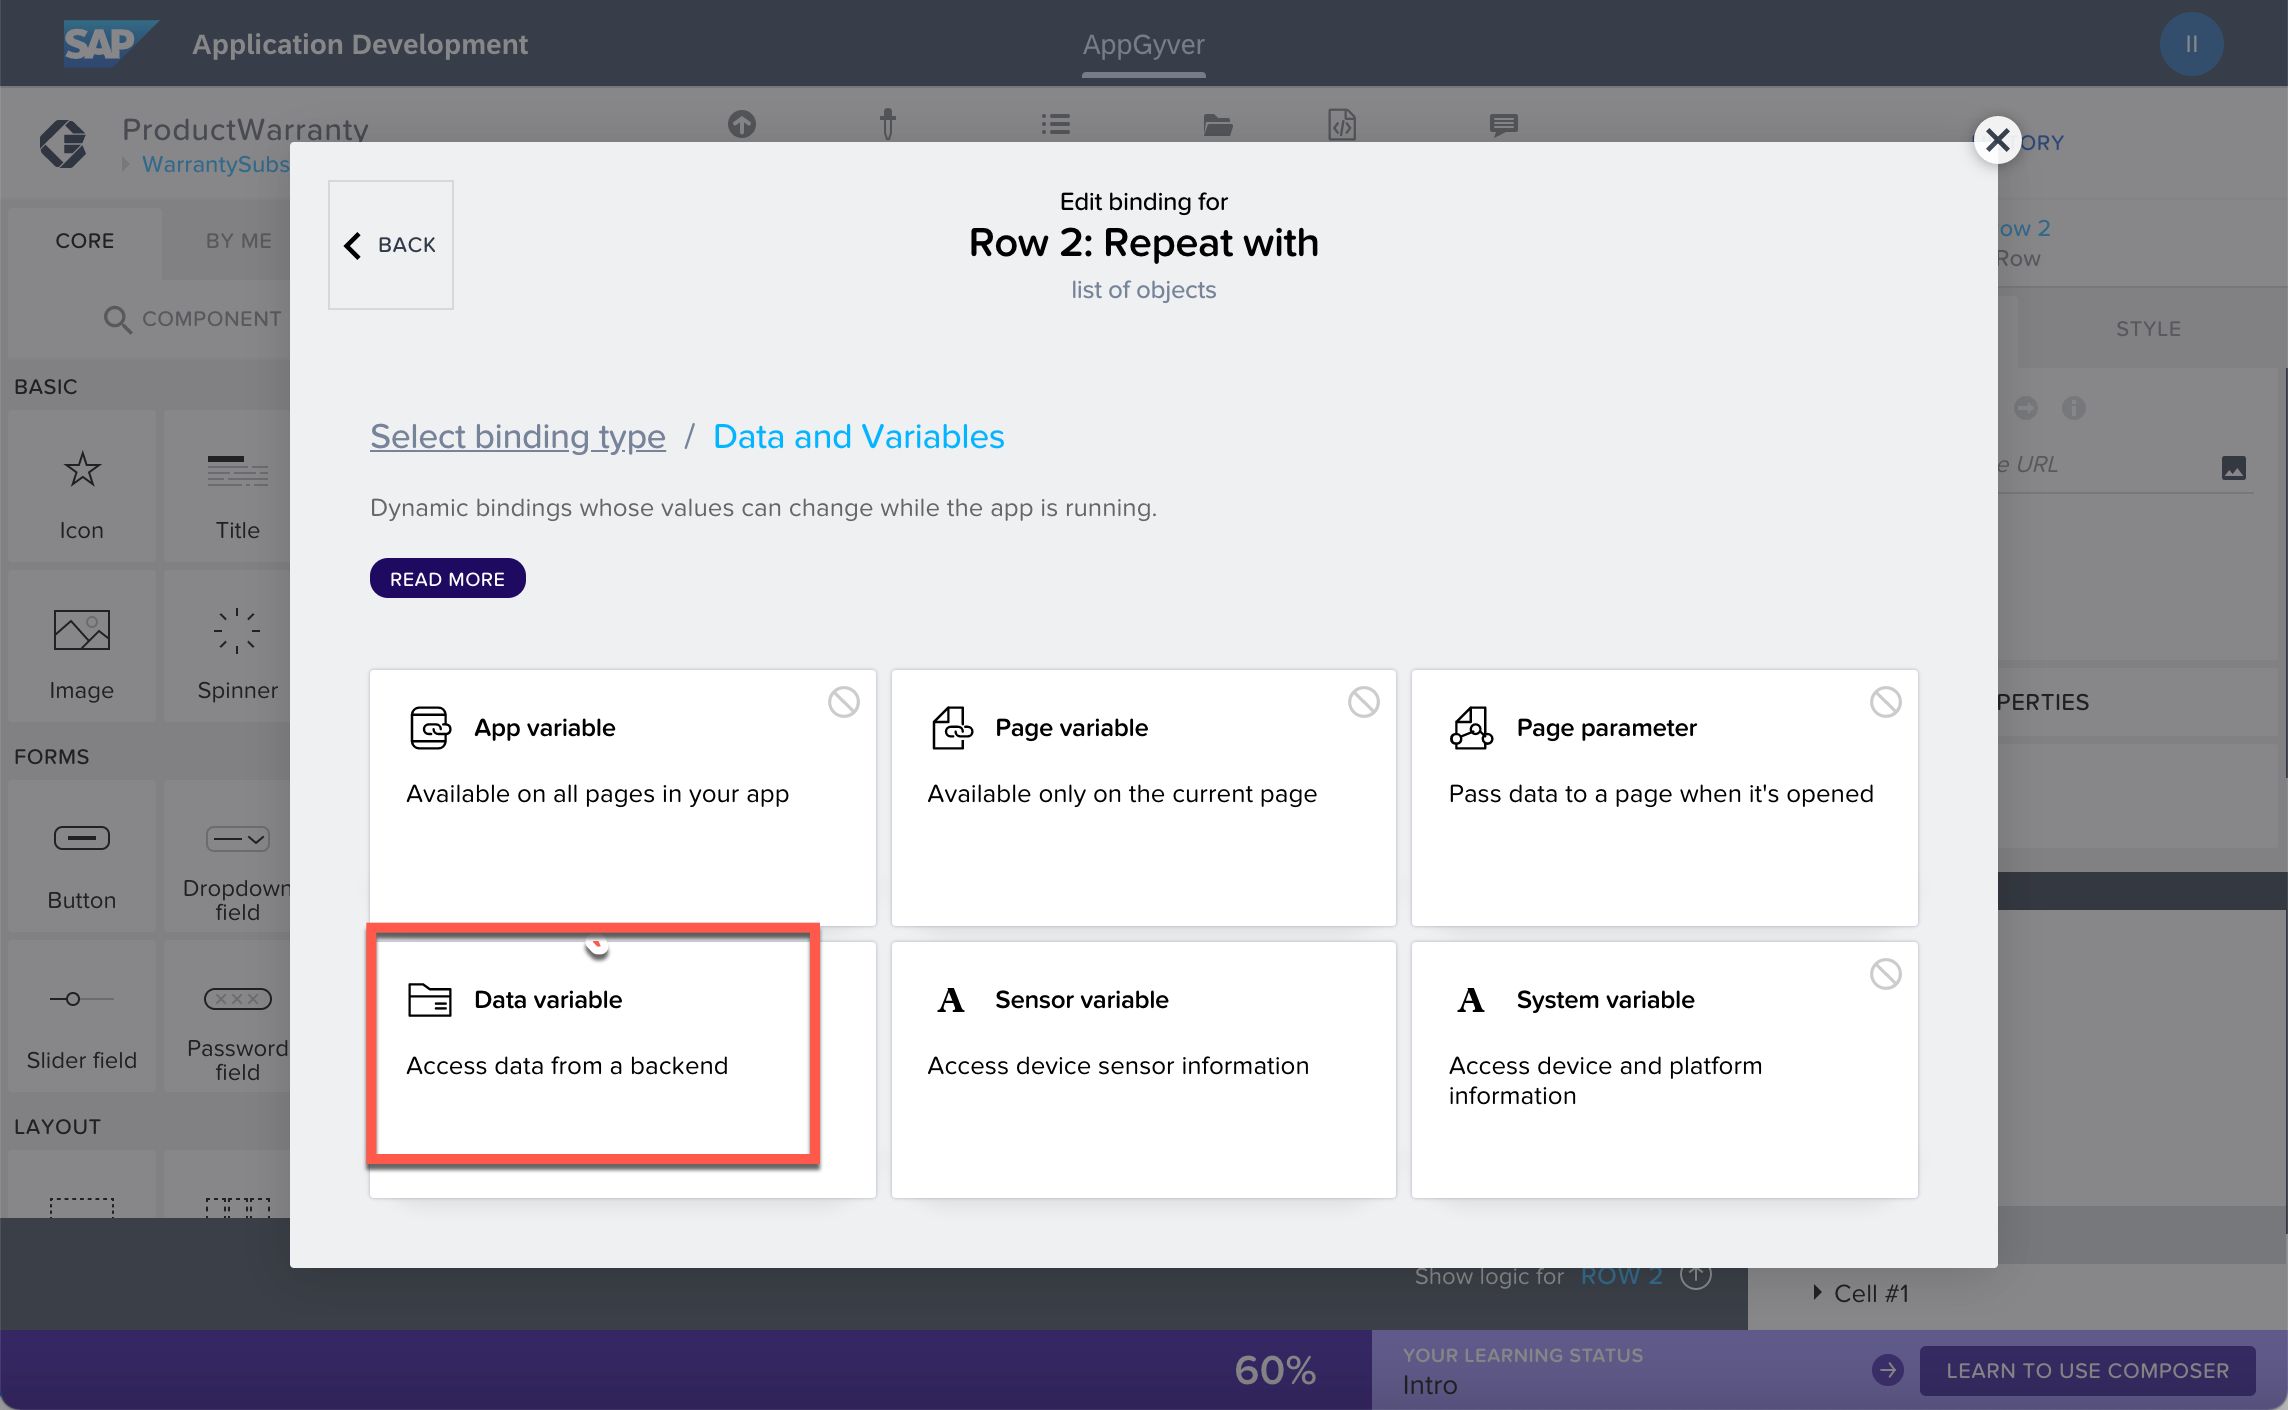 SAP Application Development
AppGyver
II
ProductWarranty
WarrantySubs
ORY
CORE
BY ME
COMPONENT
BASIC
Icon
Title
Image
Spinner
FORMS
Button
Dropdown
field
Slider field
Password
field
LAYOUT
BACK
Edit binding for
Row 2: Repeat with
list of objects
Select binding type / Data and Variables
Dynamic bindings whose values can change while the app is running.
READ MORE
App variable
Available on all pages in your app
Page variable
Available only on the current page
Page parameter
Pass data to a page when it's opened
Data variable
Access data from a backend
Sensor variable
Access device sensor information
System variable
Access device and platform
information
ow 2
Row
STYLE
e URL
PERTIES
Show logic for ROW 2
Cell #1
60%
YOUR LEARNING STATUS
Intro
LEARN TO USE COMPOSER